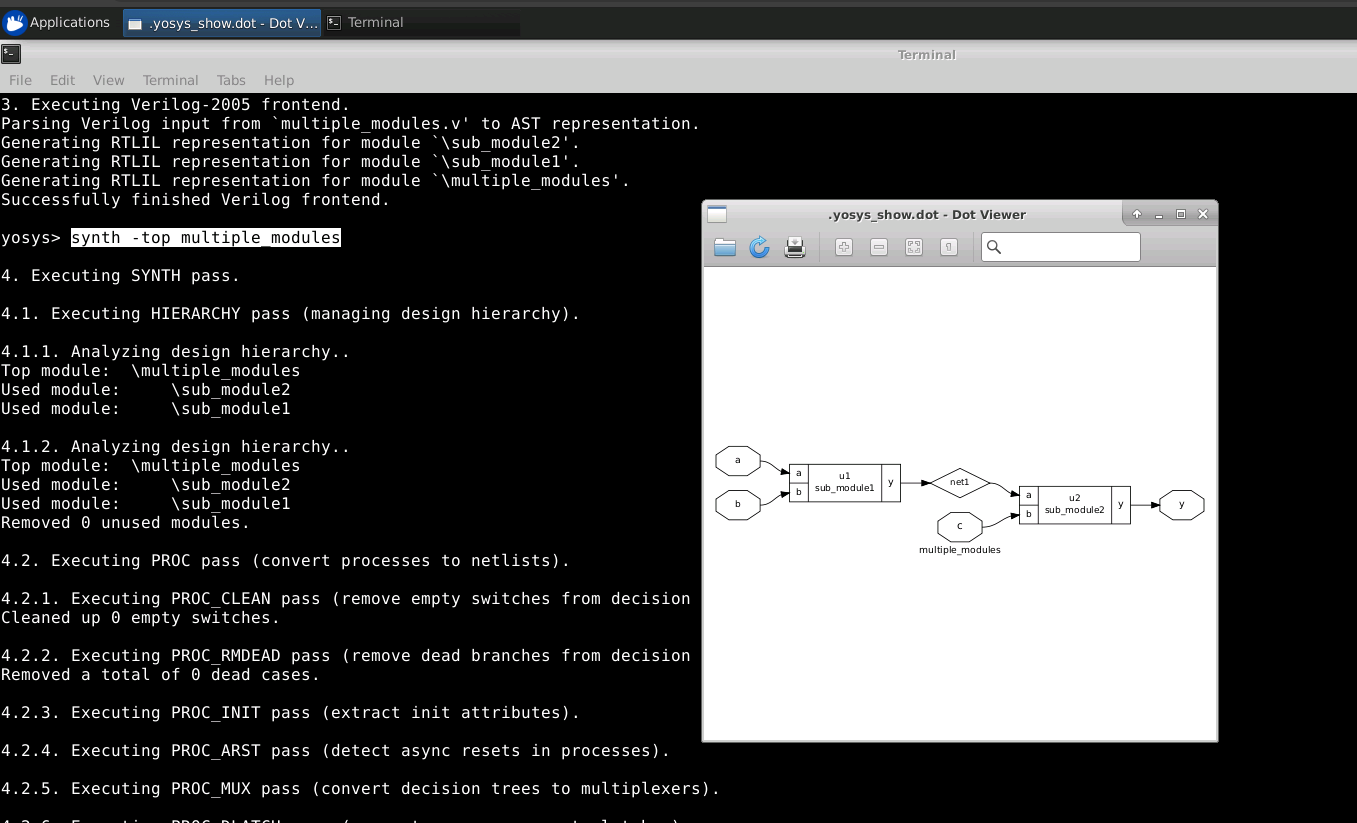 Applications
.yosys_show.dot - Dot V...
Terminal
Terminal
File Edit View Terminal Tabs Help
3. Executing Verilog-2005 frontend.
Parsing Verilog input from `multiple_modules.v' to AST representation.
Generating RTLIL representation for module `\sub_module2'.
Generating RTLIL representation for module `\sub_module1'.
Generating RTLIL representation for module `\multiple_modules'.
Successfully finished Verilog frontend.
yosys> synth -top multiple_modules
4. Executing SYNTH pass.
4.1. Executing HIERARCHY pass (managing design hierarchy).
4.1.1. Analyzing design hierarchy..
Top module:  \multiple_modules
Used module:     \sub_module2
Used module:     \sub_module1
4.1.2. Analyzing design hierarchy..
Top module:  \multiple_modules
Used module:     \sub_module2
Used module:     \sub_module1
Removed 0 unused modules.
4.2. Executing PROC pass (convert processes to netlists).
4.2.1. Executing PROC_CLEAN pass (remove empty switches from decision
Cleaned up 0 empty switches.
4.2.2. Executing PROC_RMDEAD pass (remove dead branches from decision
Removed a total of 0 dead cases.
4.2.3. Executing PROC_INIT pass (extract init attributes).
4.2.4. Executing PROC_ARST pass (detect async resets in processes).
4.2.5. Executing PROC_MUX pass (convert decision trees to multiplexers).
.yosys_show.dot - Dot Viewer
a
b
a
b
u1
sub_module1
y
net1
c
multiple_modules
a
b
u2
sub_module2
y
y